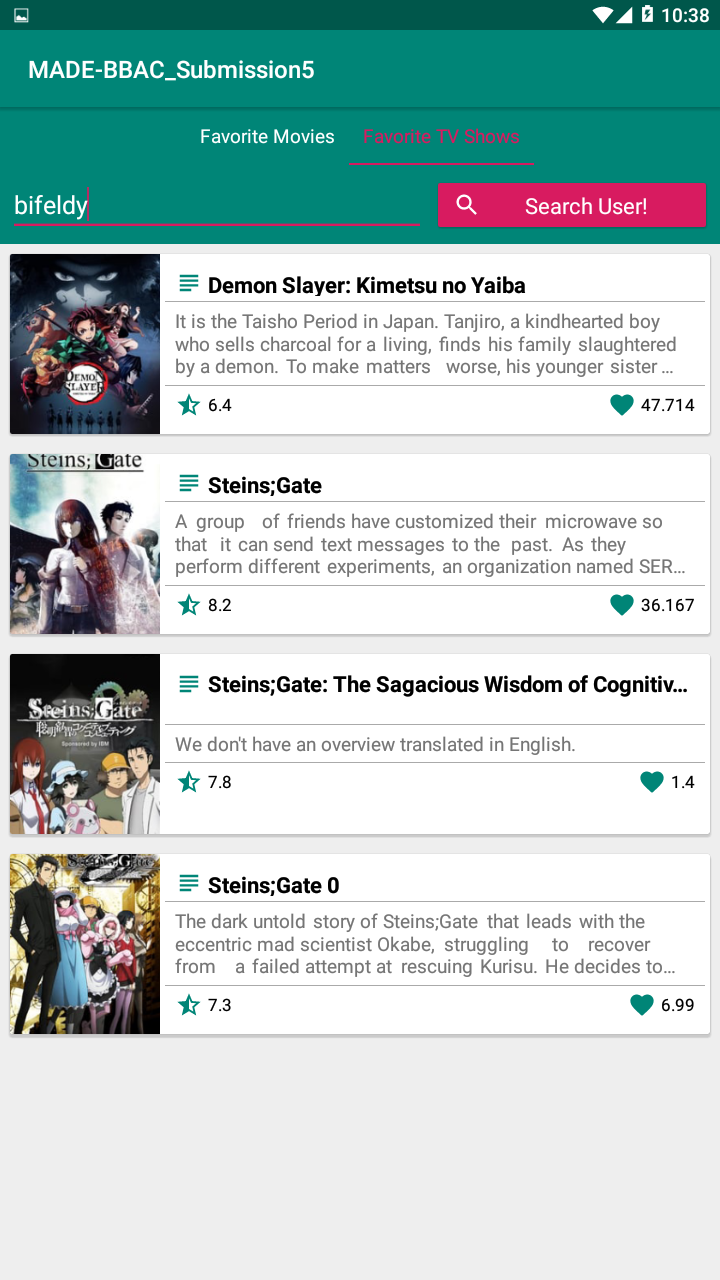 10:38
MADE-BBAC_Submission5
Favorite Movies Favorite TV Shows
bifeldy Search User!
Demon Slayer: Kimetsu no Yaiba
It is the Taisho Period in Japan. Tanjiro, a kindhearted boy
who sells charcoal for a living, finds his family slaughtered
by a demon. To make matters worse, his younger sister ...
DEMON
SLAYER
6.4 47.714
Steins;Gate
Steins;Gate
A group of friends have customized their microwave so
that it can send text messages to the past. As they
perform different experiments, an organization named SER...
8.2 36.167
Steins;Gate: The Sagacious Wisdom of Cognitiv...
Steins;Gate
Sponsored by IBM
We don't have an overview translated in English.
7.8 1.4
Steins;Gate
Steins;Gate 0
The dark untold story of Steins;Gate that leads with the
eccentric mad scientist Okabe, struggling to recover
from a failed attempt at rescuing Kurisu. He decides to...
7.3 6.99